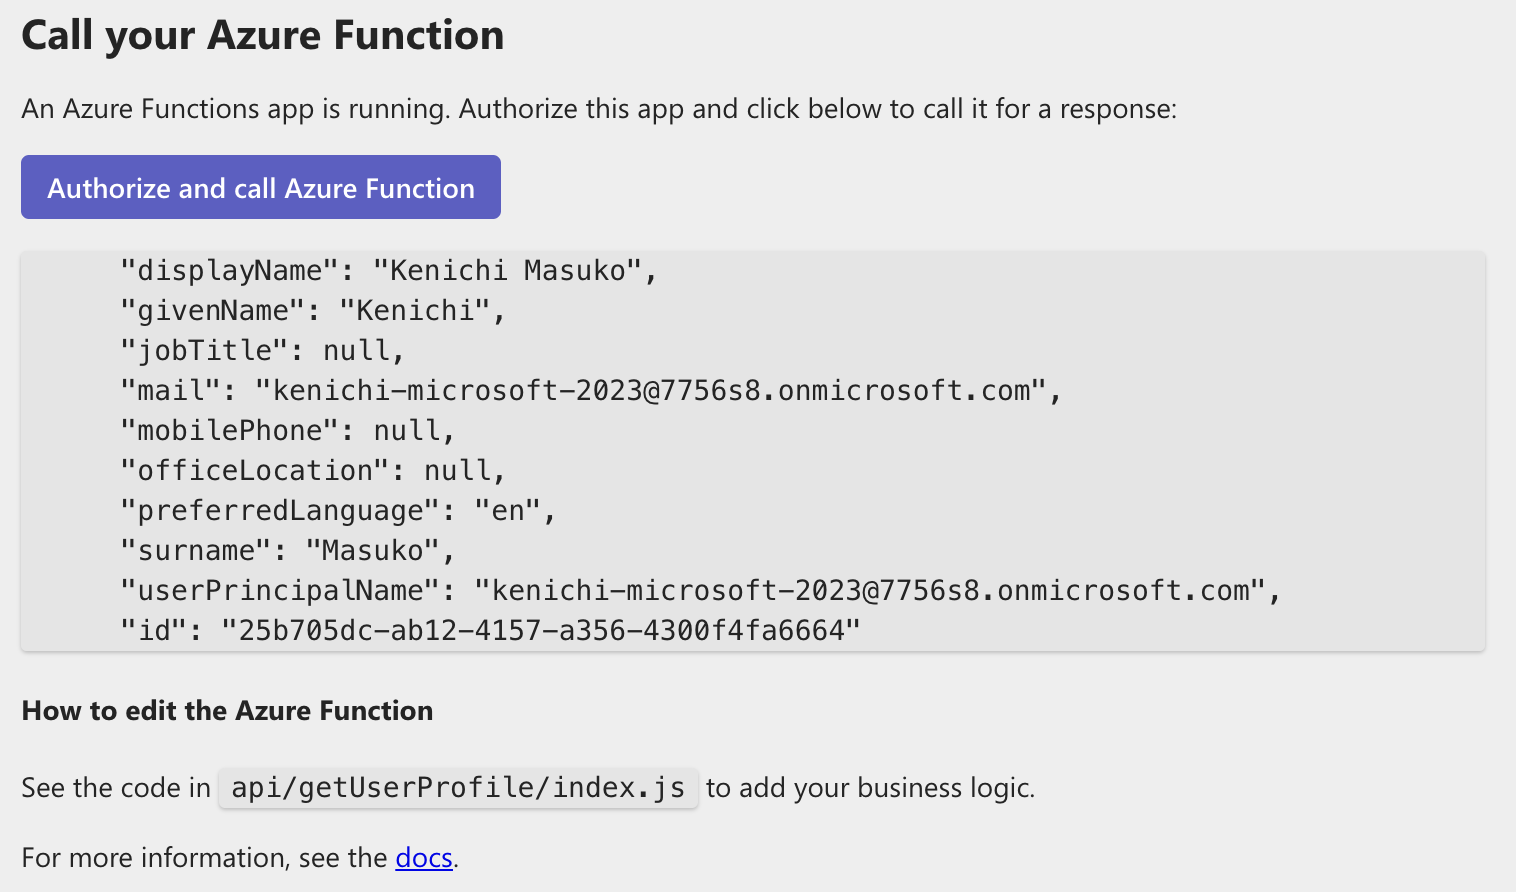 Call your Azure Function
An Azure Functions app is running. Authorize this app and click below to call it for a response:
Authorize and call Azure Function
"displayName": "Kenichi Masuko",
"givenName": "Kenichi",
"jobTitle": null,
"mail": "kenichi-microsoft-2023@7756s8.onmicrosoft.com",
"mobilePhone": null,
"officeLocation": null,
"preferredLanguage": "en",
"surname": "Masuko",
"userPrincipalName": "kenichi-microsoft-2023@7756s8.onmicrosoft.com",
"id": "25b705dc-ab12-4157-a356-4300f4fa6664"
How to edit the Azure Function
See the code in api/getUserProfile/index.js to add your business logic.
For more information, see the docs.